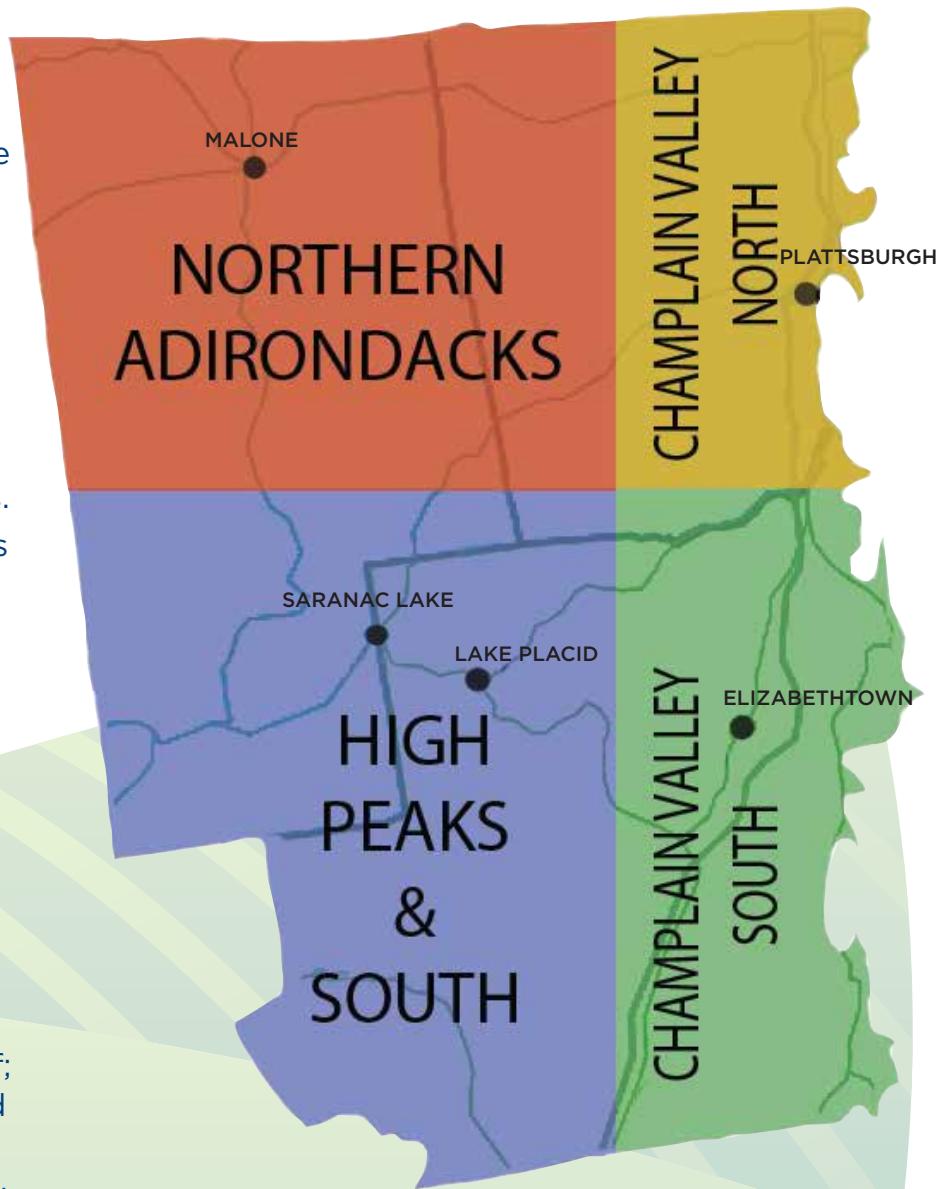 MALONE
NORTHERN
ADIRONDACKS
CHAMPLAIN VALLEY
NORTH
PLATTSBURGH
SARANAC LAKE
LAKE PLACID
HIGH
PEAKS
&
SOUTH
ELIZABETHTOWN
CHAMPLAIN VALLEY
SOUTH